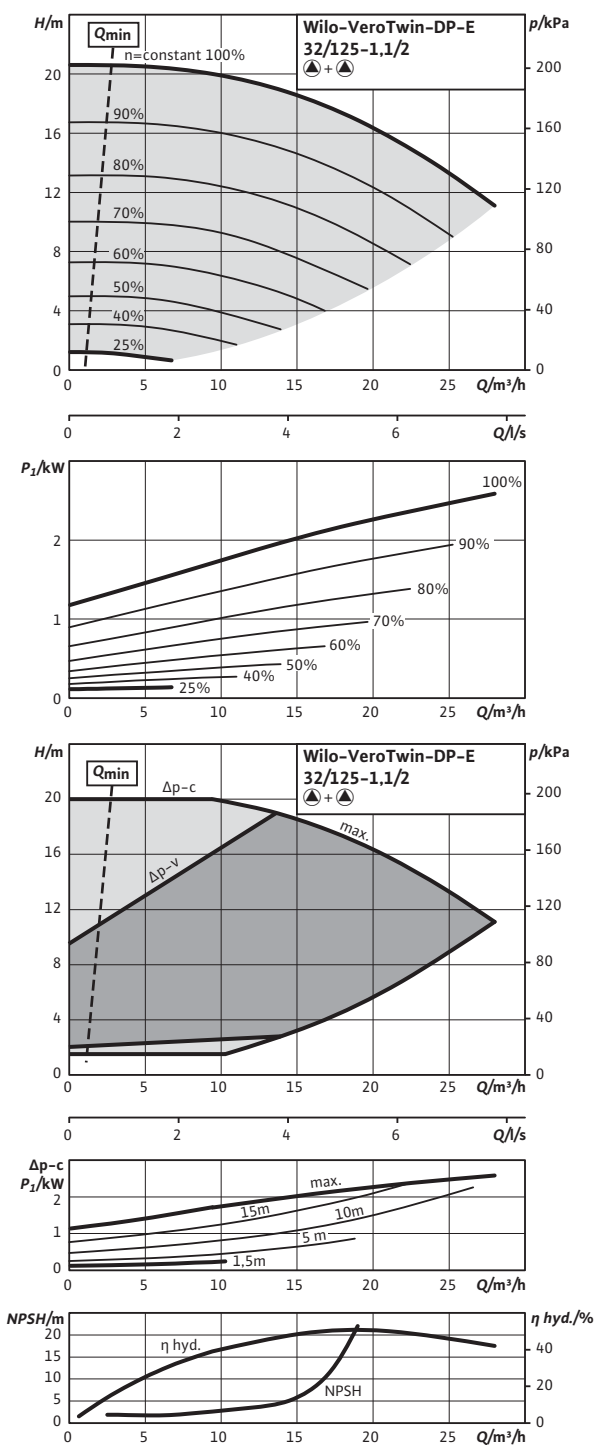 H/m
p/kPa
Qmin
Wilo-VeroTwin-DP-E
32/125-1,1/2
+
n=constant 100%
90%
80%
70%
60%
50%
40%
25%
20
16
12
8
4
0
200
160
120
80
40
0
0 5 10 15 20 25 Q/m³/h
0 2 4 6 Q/l/s
P1/kW
100%
90%
80%
70%
60%
50%
40%
25%
2
1
0
0 5 10 15 20 25 Q/m³/h
H/m
p/kPa
Qmin
Wilo-VeroTwin-DP-E
32/125-1,1/2
+
Δp-c
max.
Δp-v
20
16
12
8
4
0
200
160
120
80
40
0
0 5 10 15 20 25 Q/m³/h
0 2 4 6 Q/l/s
Δp-c
P1/kW
2
1
0
max.
15m
10m
5 m
1,5m
0 5 10 15 20 25 Q/m³/h
NPSH/m
η hyd./%
20
15
10
5
0
η hyd.
NPSH
40
20
0
0 5 10 15 20 25 Q/m³/h